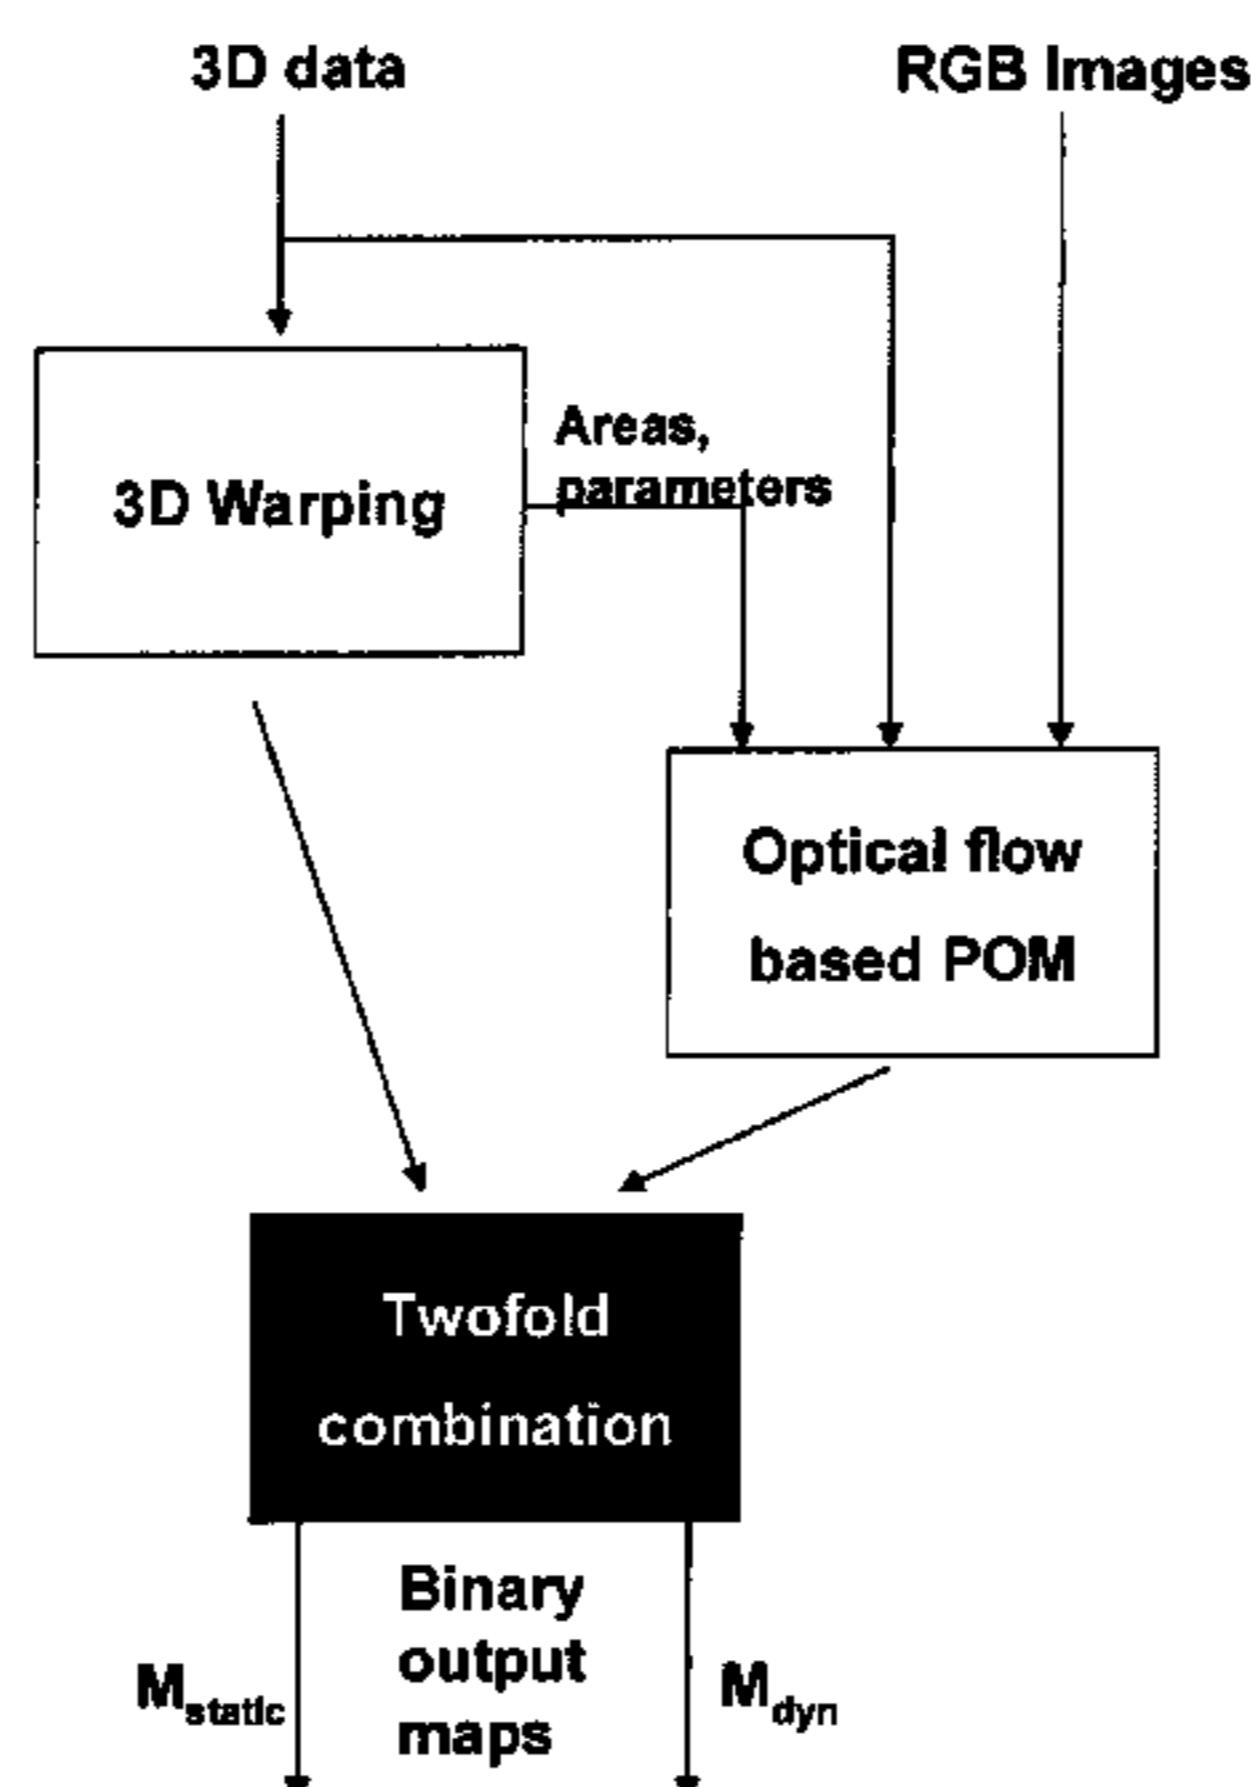 3D data
RGB Images
Areas,
parameters
3D Warping
Optical flow
based POM
Twofold
combination
Binary
output
maps
Mstatic
Mdyn